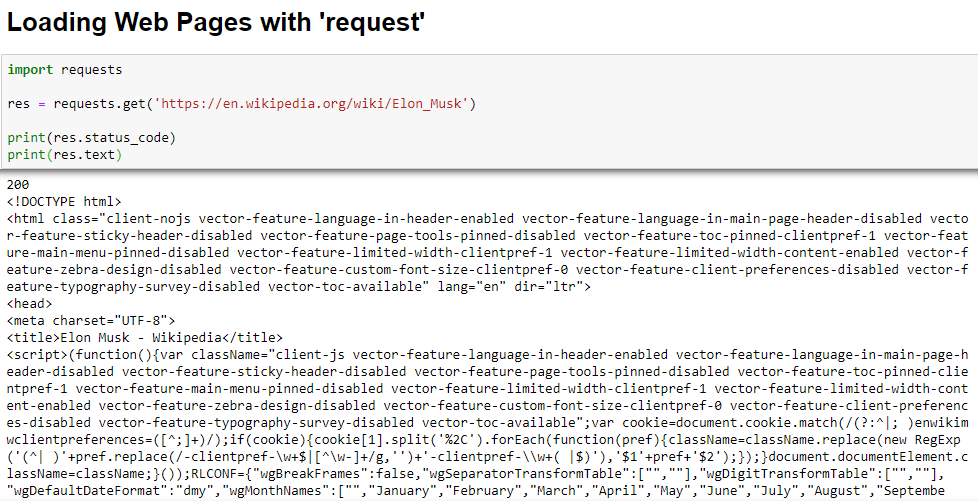 Loading Web Pages with 'request'
import requests
res = requests.get('https://en.wikipedia.org/wiki/Elon_Musk')
print(res.status_code)
print(res.text)
200
<!DOCTYPE html>
<html class="client-nojs vector-feature-language-in-header-enabled vector-feature-language-in-main-page-header-disabled vecto
r-feature-sticky-header-disabled vector-feature-page-tools-pinned-disabled vector-feature-toc-pinned-clientpref-1 vector-feat
ure-main-menu-pinned-disabled vector-feature-limited-width-clientpref-1 vector-feature-limited-width-content-enabled vector-f
eature-zebra-design-disabled vector-feature-custom-font-size-clientpref-0 vector-feature-client-preferences-disabled vector-f
eature-typography-survey-disabled vector-toc-available" lang="en" dir="ltr">
<head>
<meta charset="UTF-8">
<title>Elon Musk - Wikipedia</title>
<script>(function(){var className="client-js vector-feature-language-in-header-enabled vector-feature-language-in-main-page-h
eader-disabled vector-feature-sticky-header-disabled vector-feature-page-tools-pinned-disabled vector-feature-toc-pinned-clie
ntpref-1 vector-feature-main-menu-pinned-disabled vector-feature-limited-width-clientpref-1 vector-feature-limited-width-cont
ent-enabled vector-feature-zebra-design-disabled vector-feature-custom-font-size-clientpref-0 vector-feature-client-preferenc
es-disabled vector-feature-typography-survey-disabled vector-toc-available";var cookie=document.cookie.match(/(?:^|; )enwikim
wclientpreferences=([^;]+)/);if(cookie){cookie[1].split('%2C').forEach(function(pref){className=className.replace(new RegExp
('(^| )'+pref.replace(/-clientpref-\w+$|[^\w-]+/g,'')+'-clientpref-\\w+( |$)'),'$1'+pref+'$2');});}document.documentElement.c
lassName=className;}());RLCONF={"wgBreakFrames":false,"wgSeparatorTransformTable":["",""],"wgDigitTransformTable":["",""],
"wgDefaultDateFormat":"dmy","wgMonthNames":["","January","February","March","April","May","June","July","August","Septembe